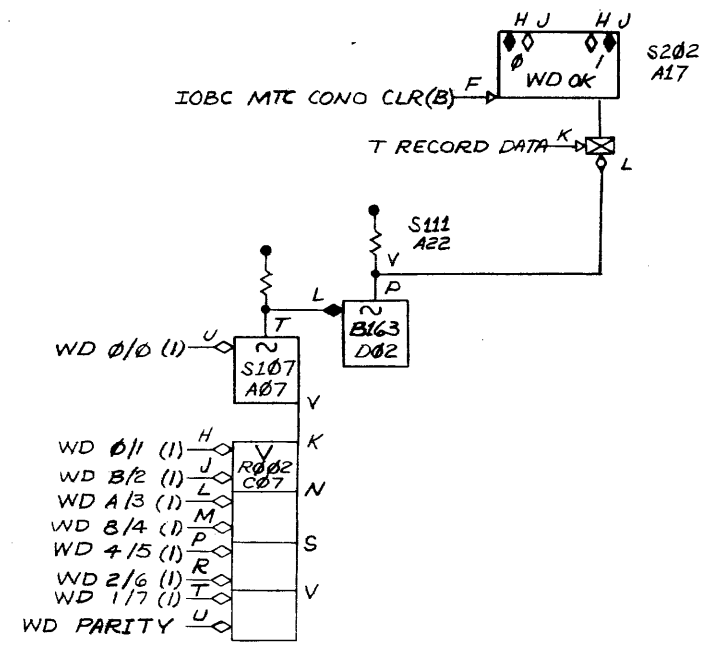 H J H J
Ø 1
WD OK
S2Ø2
A17
IOBC MTC COND CLR(B) F
T RECORD DATA K
L
S111
A22
V
L P
T
B163
DØ2
WD Ø/Ø (1) U
S1Ø7
AØ7
V
WD Ø/1 (1) H
K
V
WD B/2 (1) J
RØØ2
CØ7
N
WD A/3 (1) L
WD 8/4 (1) M
S
WD 4/5 (1) P
WD 2/6 (1) R
V
WD 1/7 (1) T
WD PARITY U